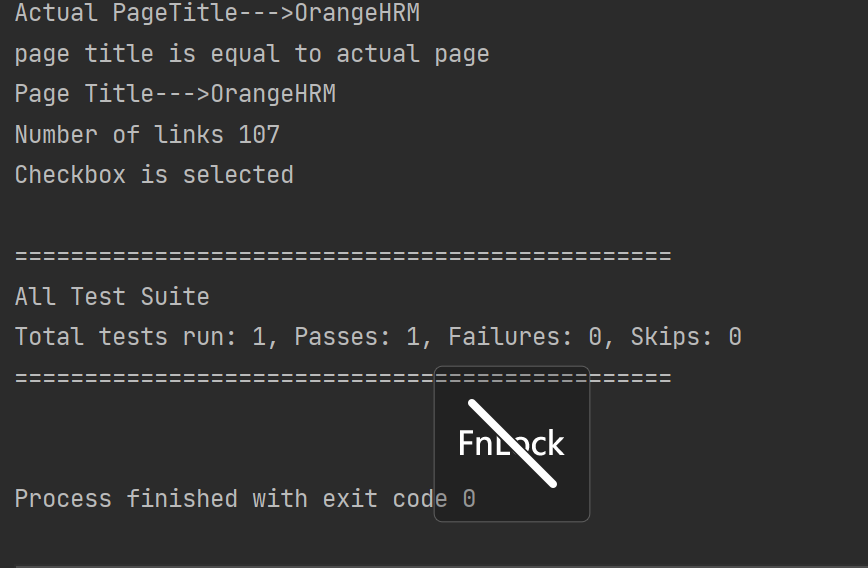 Actual PageTitle--->OrangeHRM
page title is equal to actual page
Page Title--->OrangeHRM
Number of links 107
Checkbox is selected
===============================================
All Test Suite
Total tests run: 1, Passes: 1, Failures: 0, Skips: 0
===============================================
FnLock
Process finished with exit code 0